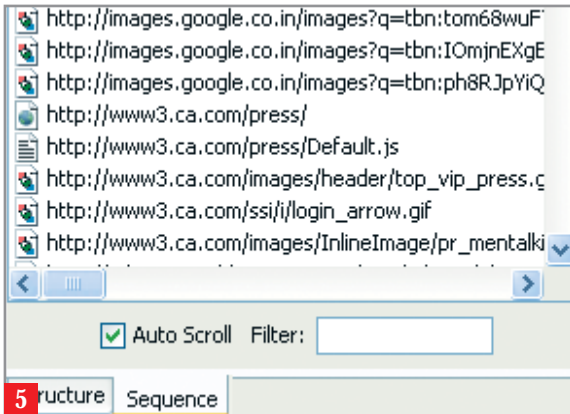 http://images.google.co.in/images?q=tbn:tom68wuF
http://images.google.co.in/images?q=tbn:IOmjnEXgE
http://images.google.co.in/images?q=tbn:ph8RJpYiQ
http://www3.ca.com/press/
http://www3.ca.com/press/Default.js
http://www3.ca.com/images/header/top_vip_press.g
http://www3.ca.com/ssi/i/login_arrow.gif
http://www3.ca.com/images/InlineImage/pr_mentalki
Auto Scroll Filter:
5 ructure Sequence